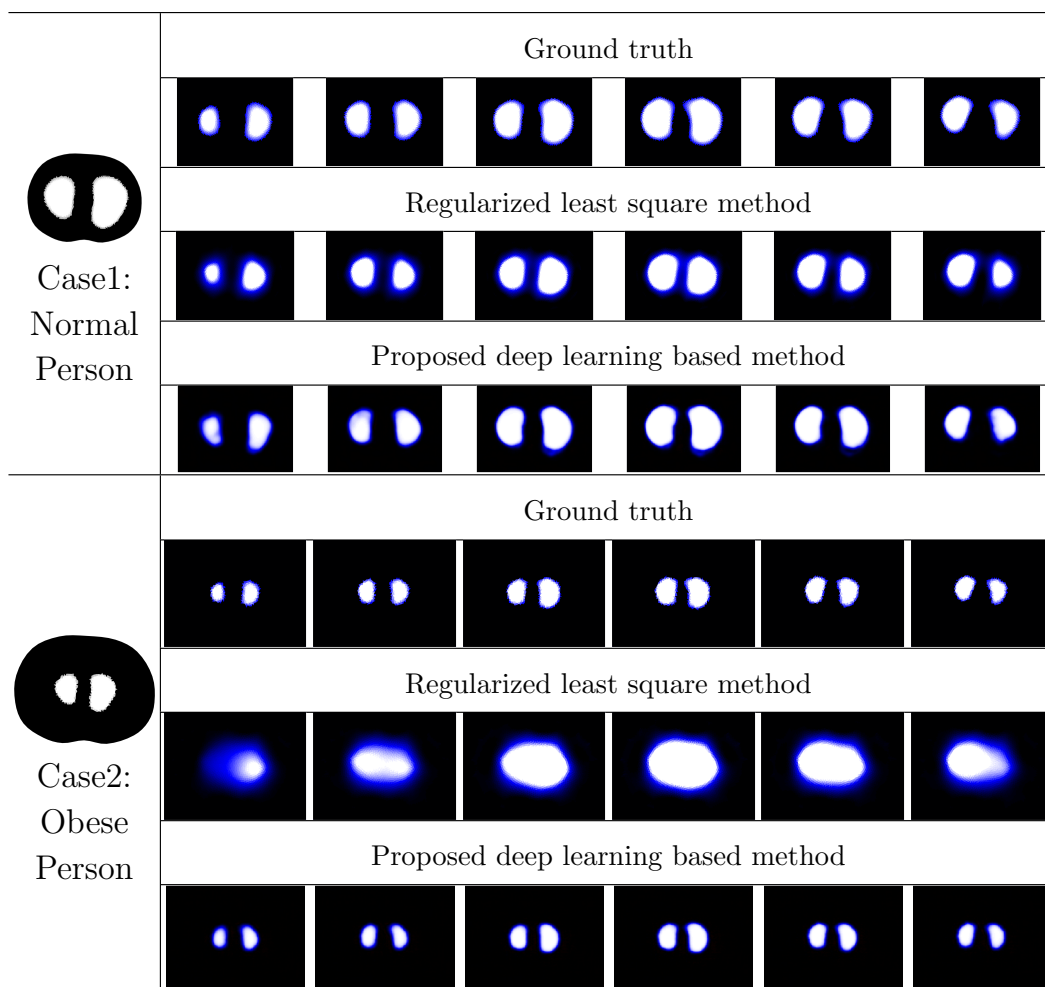 Ground truth
Regularized least square method
Case1:
Normal
Person
Proposed deep learning based method
Ground truth
Regularized least square method
Case2:
Obese
Person
Proposed deep learning based method